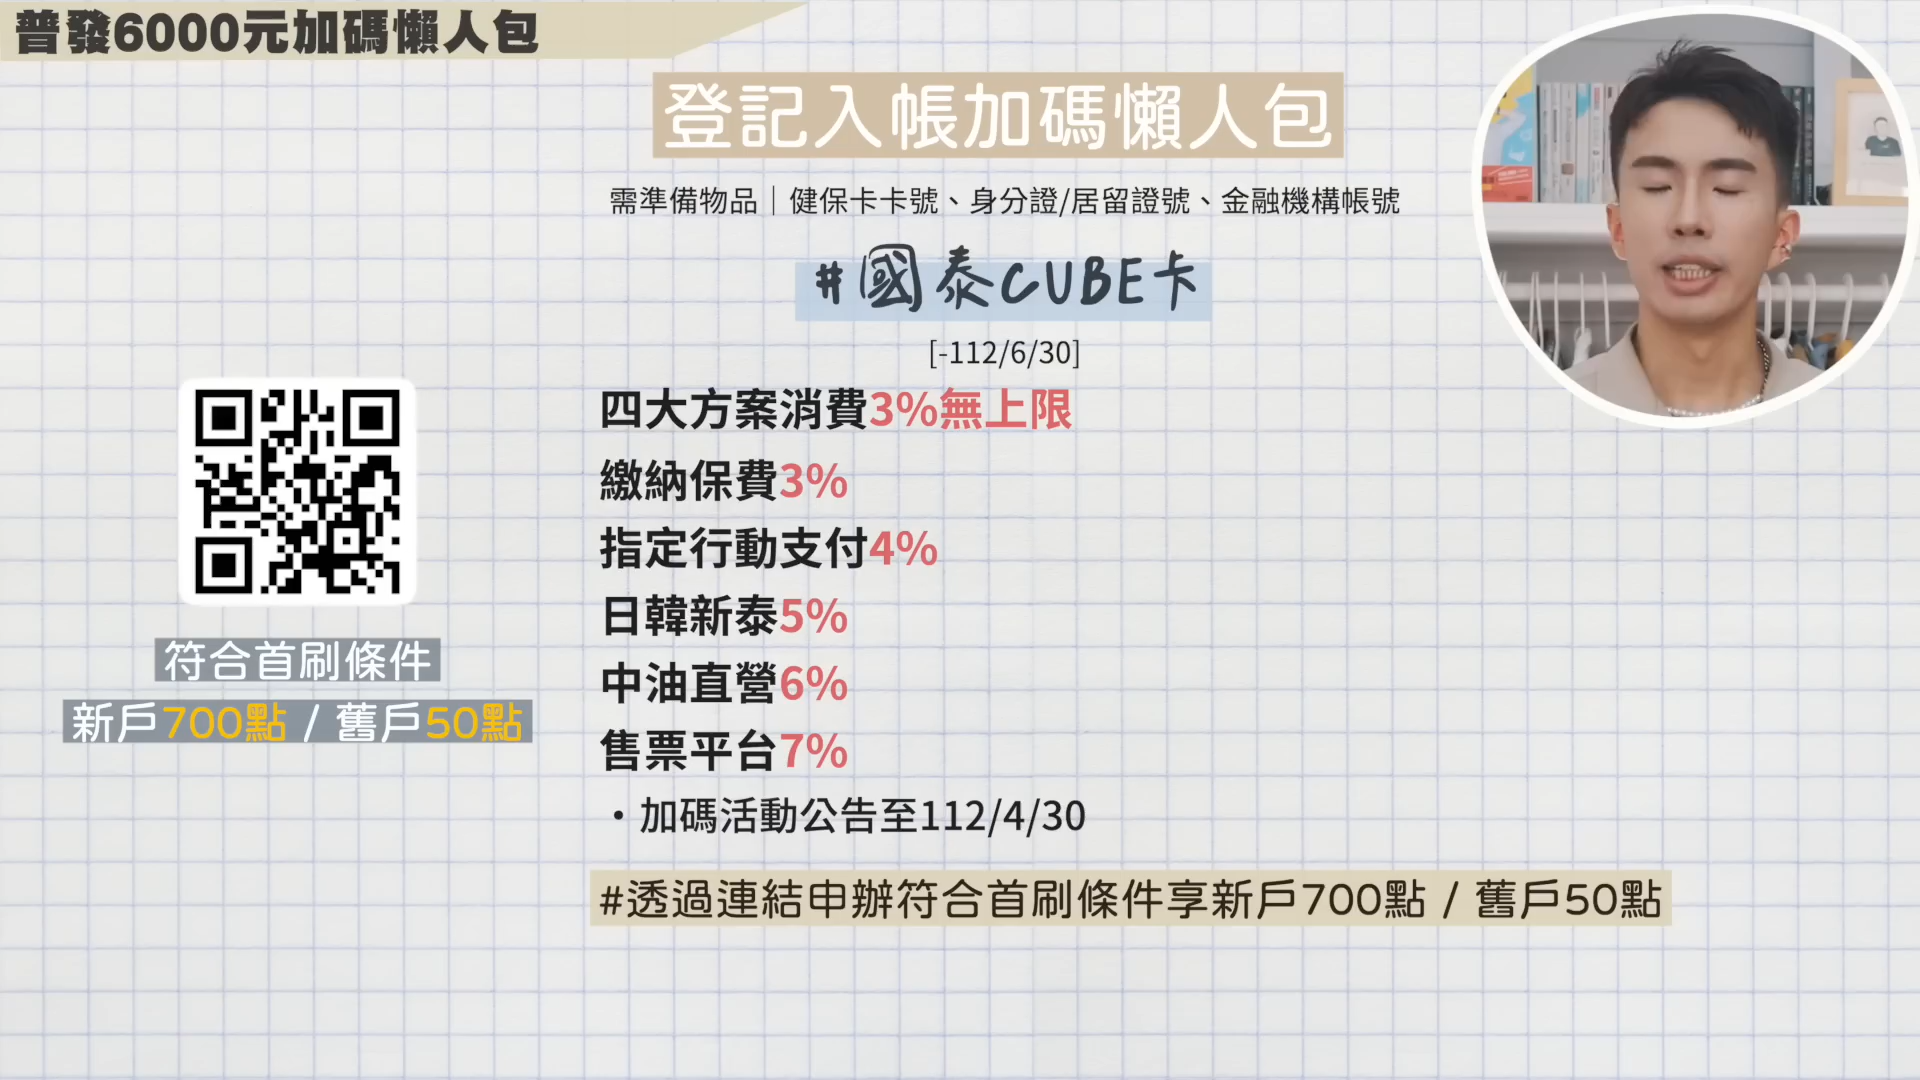 普發6000元加碼懶人包
登記入帳加碼懶人包
需準備物品｜健保卡卡號、身分證/居留證號、金融機構帳號
#國泰CUBE卡
[-112/6/30]
四大方案消費3%無上限
繳納保費3%
指定行動支付4%
日韓新泰5%
中油直營6%
售票平台7%
・加碼活動公告至112/4/30
符合首刷條件
新戶700點 / 舊戶50點
#透過連結申辦符合首刷條件享新戶700點 / 舊戶50點